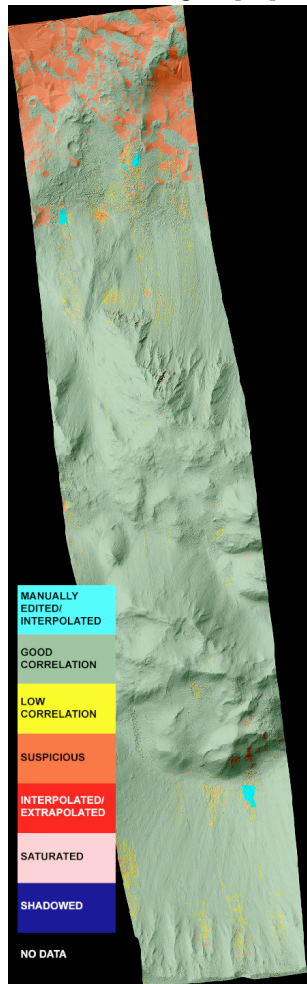 MANUALLY
EDITED/
INTERPOLATED
GOOD
CORRELATION
LOW
CORRELATION
SUSPICIOUS
INTERPOLATED/
EXTRAPOLATED
SATURATED
SHADOWED
NO DATA